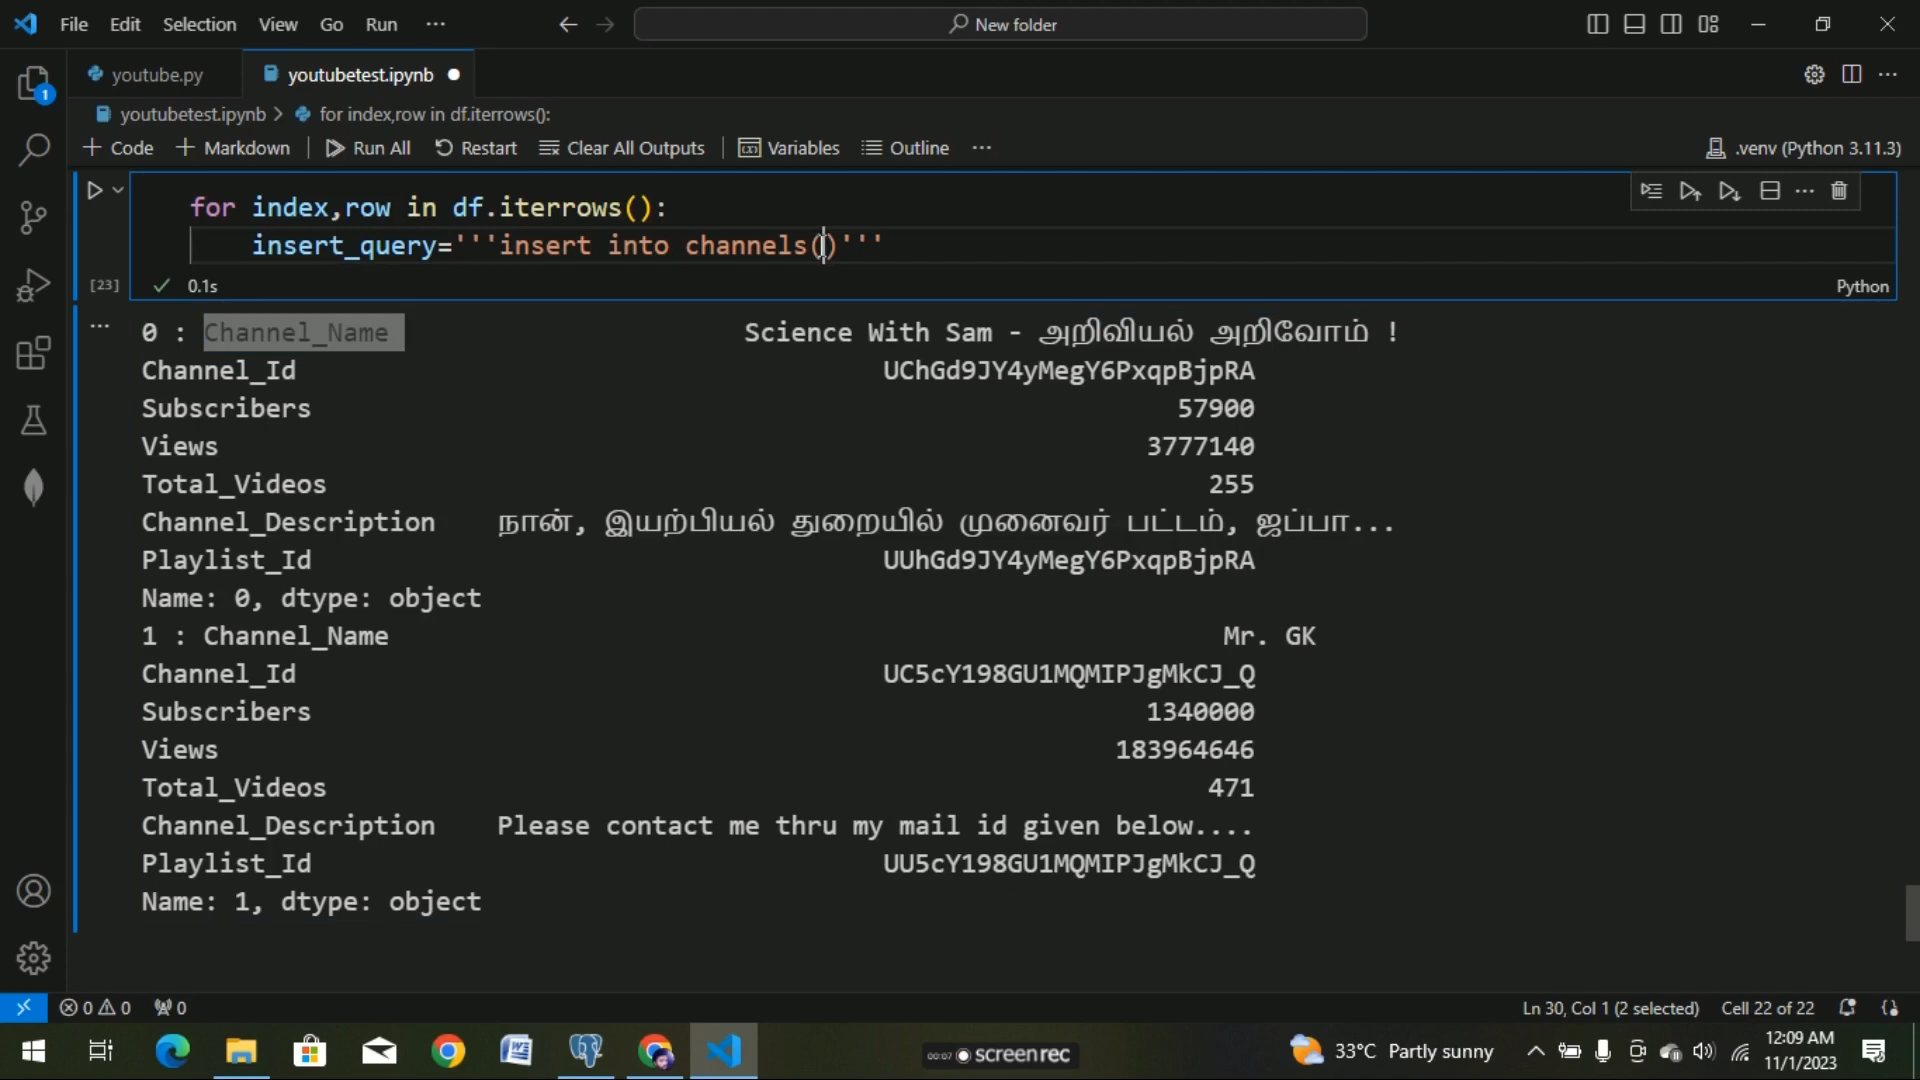 File Edit Selection View Go Run ··· New folder
youtube.py youtubetest.ipynb
youtubetest.ipynb > for index,row in df.iterrows():
+ Code + Markdown Run All Restart Clear All Outputs Variables Outline ··· .venv (Python 3.11.3)
for index,row in df.iterrows():
insert_query='''insert into channels()'''
[23] 0.1s Python
0 : Channel_Name Science With Sam - அறிவியல் அறிவோம் !
Channel_Id UChGd9JY4yMegY6PxqpBjpRA
Subscribers 57900
Views 3777140
Total_Videos 255
Channel_Description நான், இயற்பியல் துறையில் முனைவர் பட்டம், ஜப்பா...
Playlist_Id UUhGd9JY4yMegY6PxqpBjpRA
Name: 0, dtype: object
1 : Channel_Name Mr. GK
Channel_Id UC5cY198GU1MQMIPJgMkCJ_Q
Subscribers 1340000
Views 183964646
Total_Videos 471
Channel_Description Please contact me thru my mail id given below....
Playlist_Id UU5cY198GU1MQMIPJgMkCJ_Q
Name: 1, dtype: object
0 0 0 Ln 30, Col 1 (2 selected) Cell 22 of 22
00:07 screenrec 33°C Partly sunny 12:09 AM
11/1/2023